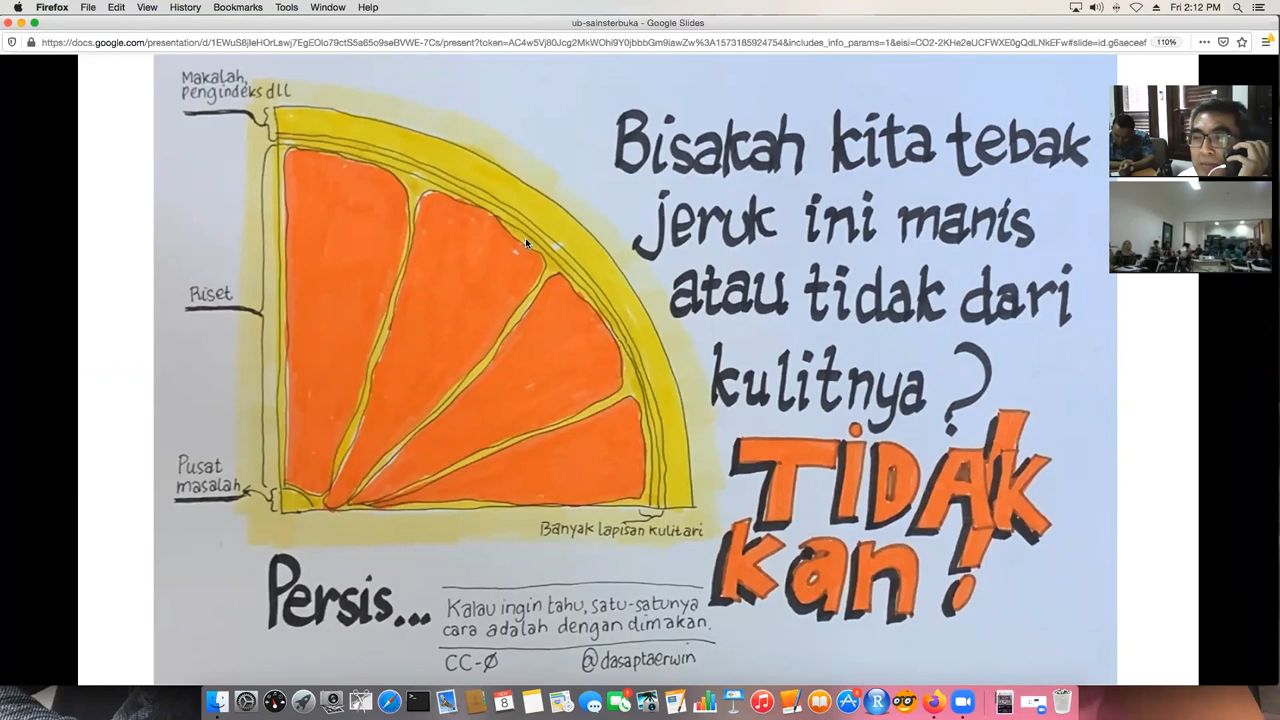 Firefox File Edit View History Bookmarks Tools Window Help
Fri 2:12 PM
ub-sainsterbuka - Google Slides
110%
Makalah,
pengindeks dll
Riset
Pusat
masalah
Banyak lapisan kulit ari
Bisakah kita tebak
jeruk ini manis
atau tidak dari
kulitnya ?
TIDAK
kan !
Persis...
Kalau ingin tahu, satu-satunya
cara adalah dengan dimakan.
CC-Ø @dasaptaerwin
NOV
8